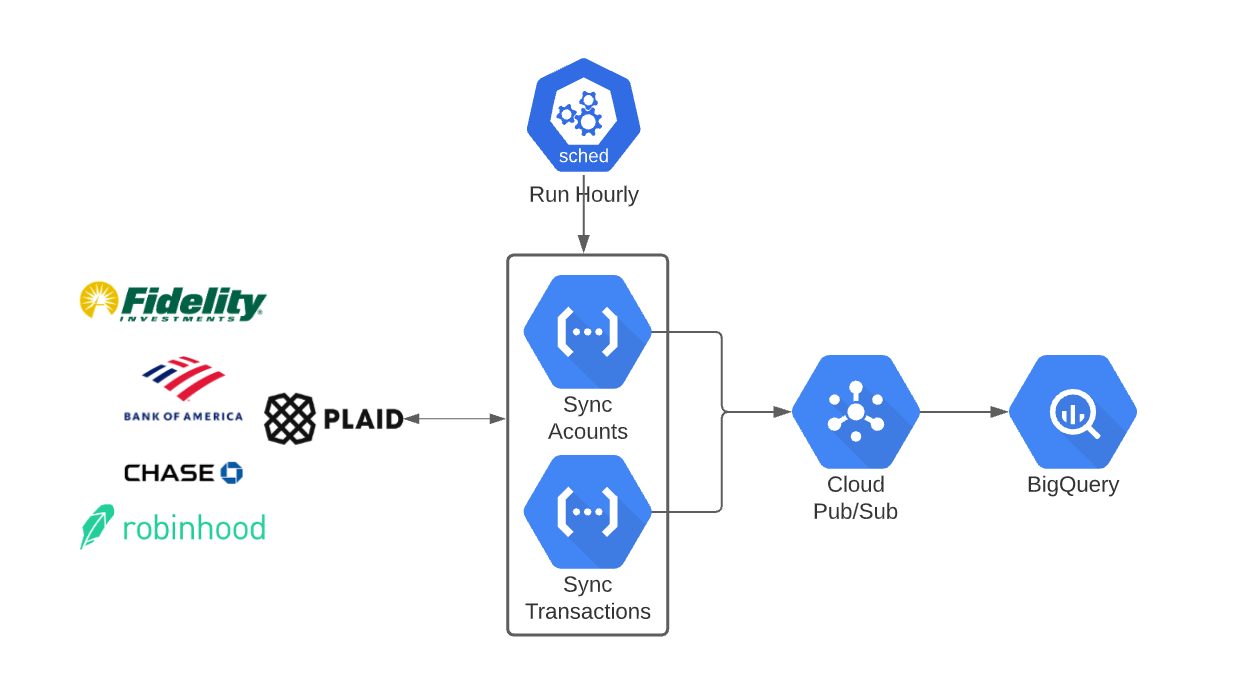 sched
Run Hourly
Fidelity
INVESTMENTS
BANK OF AMERICA
PLAID
CHASE
robinhood
Sync
Acounts
Sync
Transactions
Cloud
Pub/Sub
BigQuery